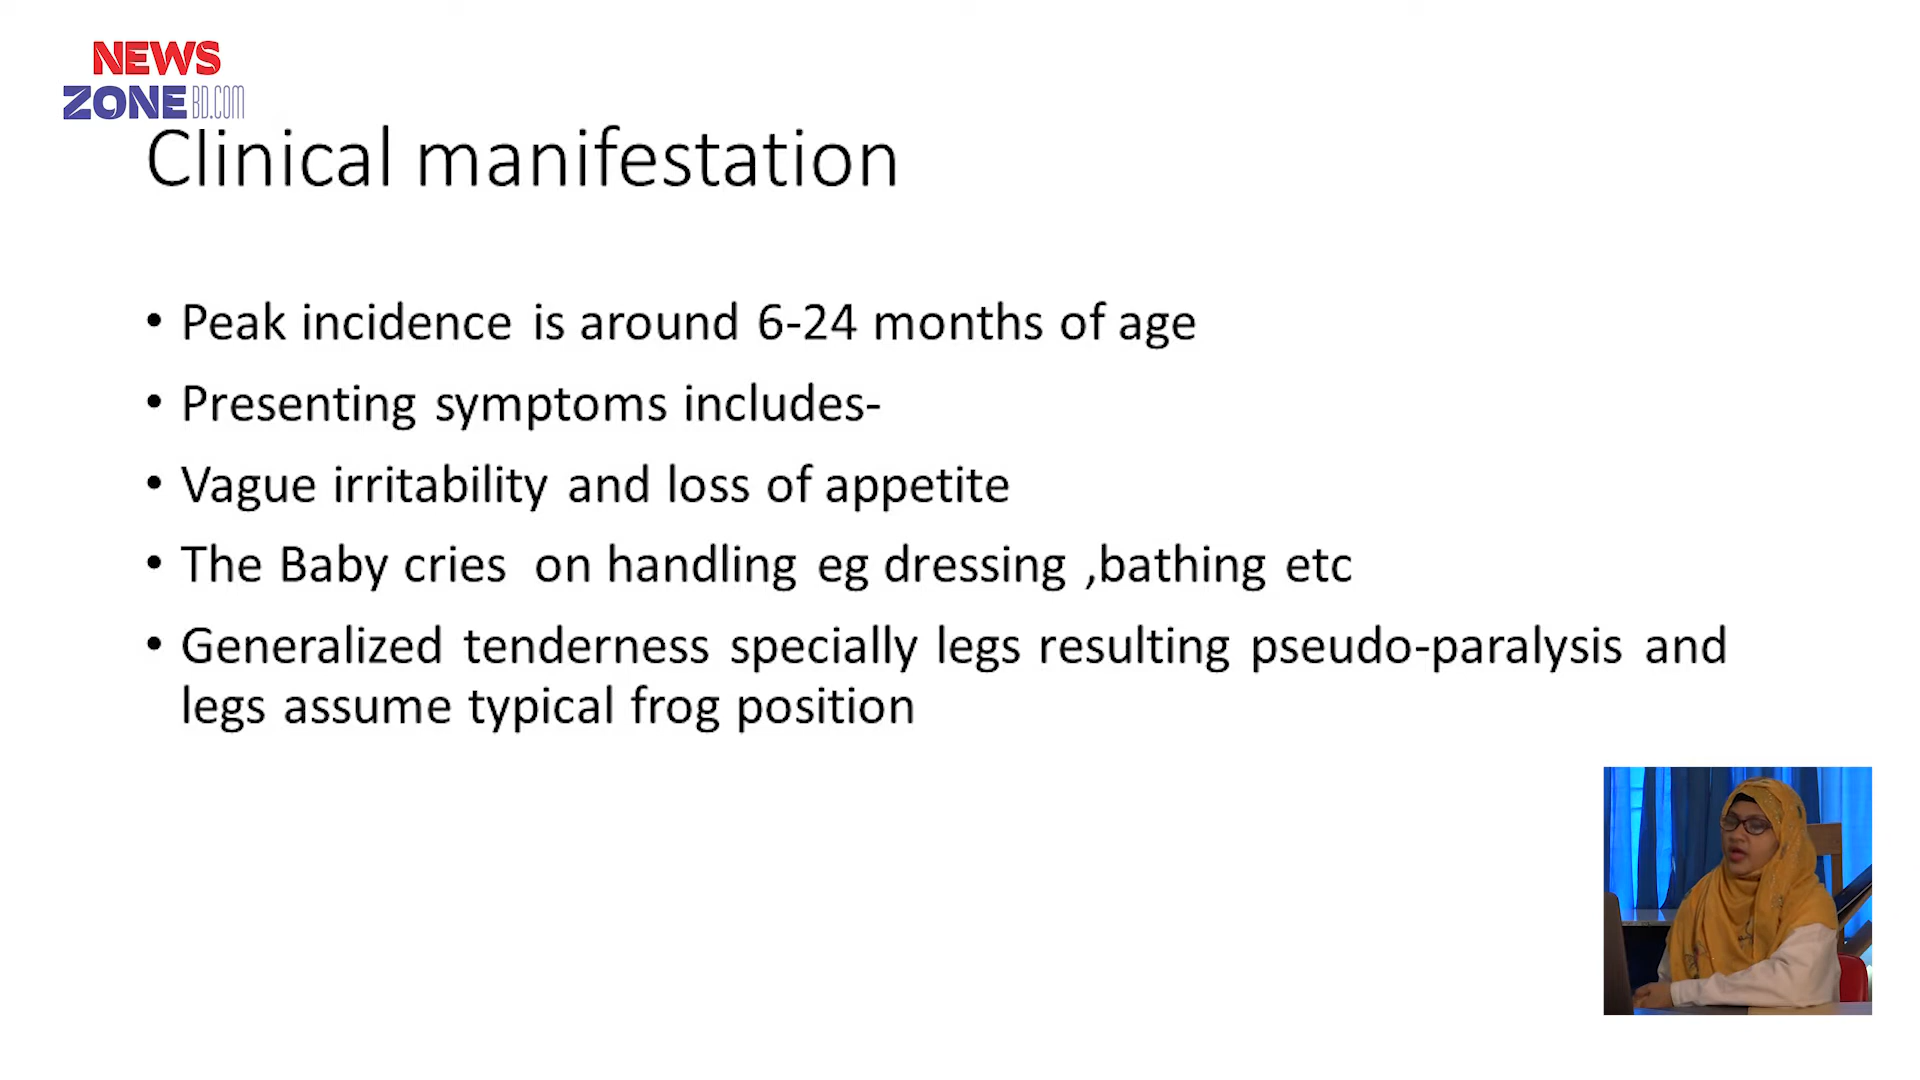 NEWS
ZONE BD.COM
Clinical manifestation
• Peak incidence is around 6-24 months of age
• Presenting symptoms includes-
• Vague irritability and loss of appetite
• The Baby cries on handling eg dressing ,bathing etc
• Generalized tenderness specially legs resulting pseudo-paralysis and
legs assume typical frog position